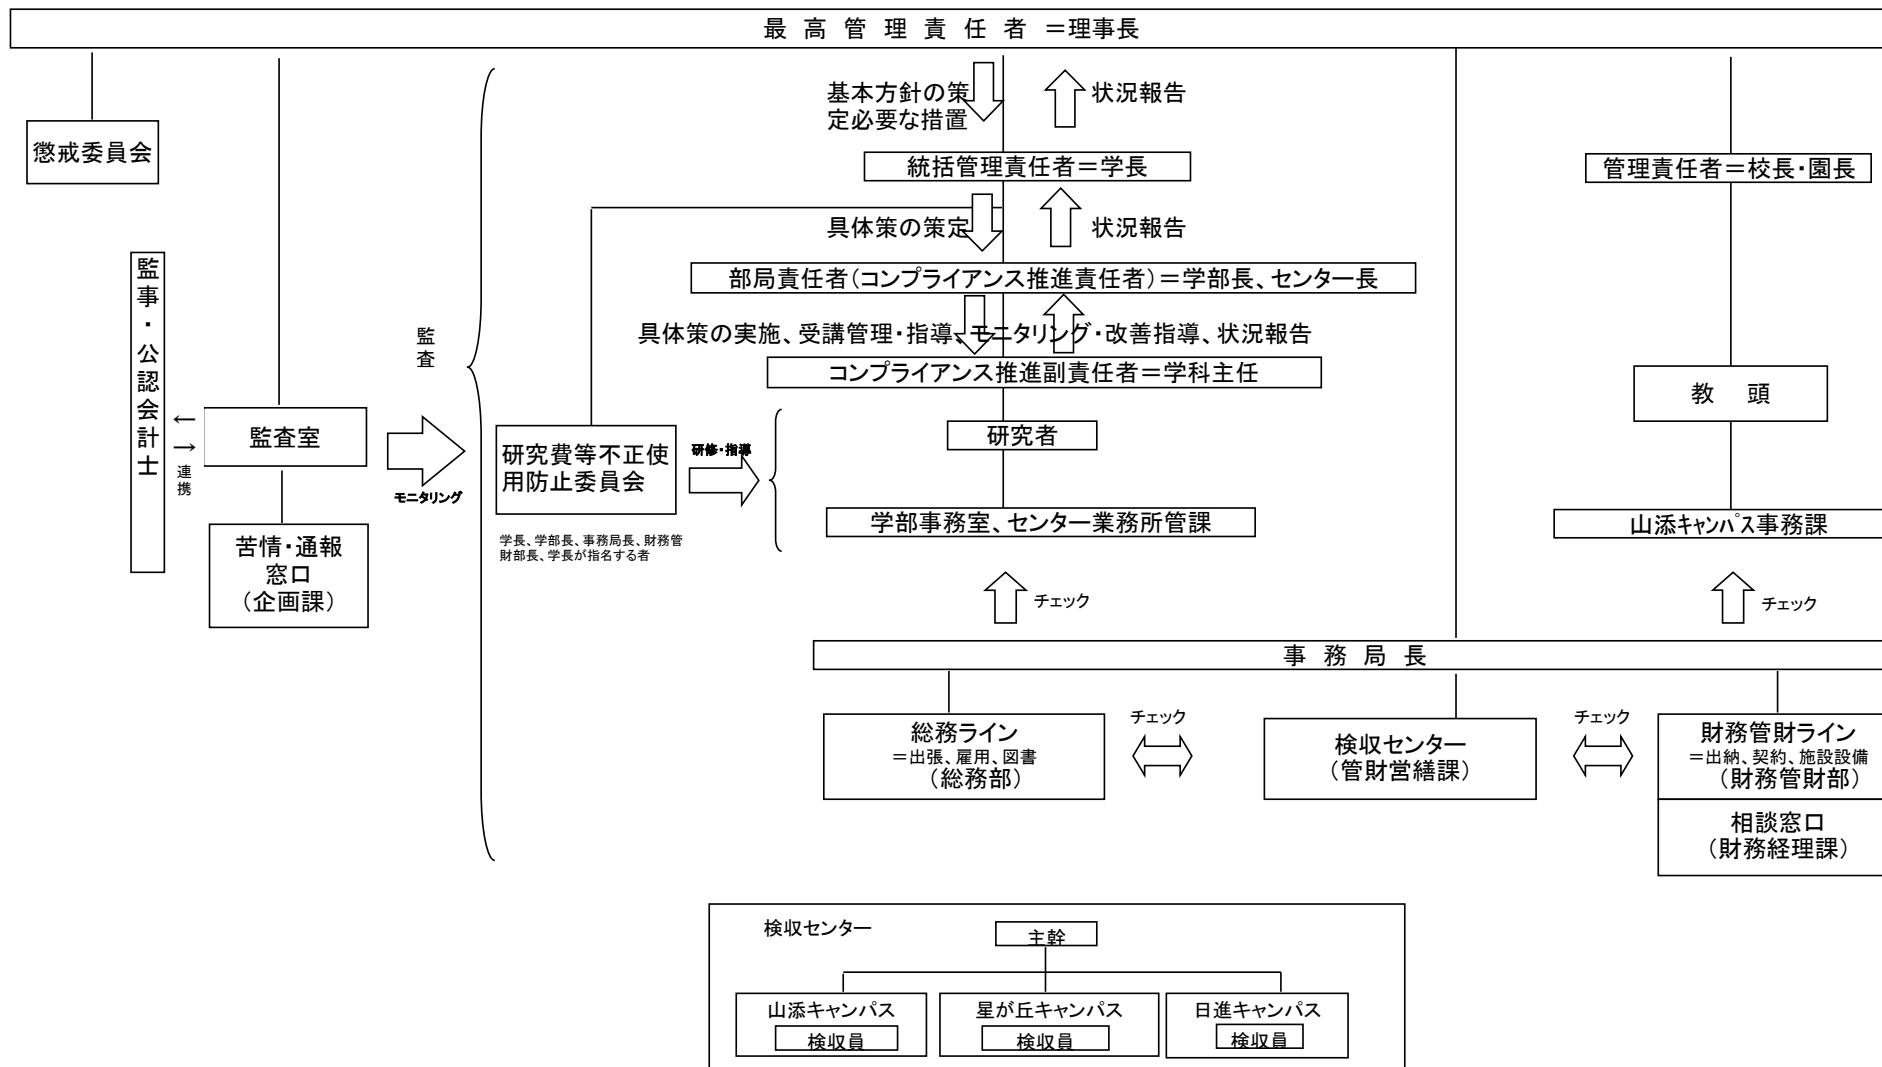 最高管理責任者＝理事長
基本方針の策
定必要な措置
状況報告
懲戒委員会
統括管理責任者＝学長
管理責任者＝校長・園長
具体策の策定
状況報告
監事・公認会計士
部局責任者（コンプライアンス推進責任者）＝学部長、センター長
監査
具体策の実施、受講管理・指導、モニタリング・改善指導、状況報告
コンプライアンス推進副責任者＝学科主任
教頭
←
→
連携
監査室
モニタリング
研究費等不正使
用防止委員会
研修・指導
研究者
学部事務室、センター業務所管課
山添キャンパス事務課
学長、学部長、事務局長、財務管
財部長、学長が指名する者
苦情・通報
窓口
（企画課）
チェック
チェック
事務局長
総務ライン
＝出張、雇用、図書
（総務部）
チェック
検収センター
（管財営繕課）
チェック
財務管財ライン
＝出納、契約、施設設備
（財務管財部）
相談窓口
（財務経理課）
検収センター
主幹
山添キャンパス
検収員
星が丘キャンパス
検収員
日進キャンパス
検収員